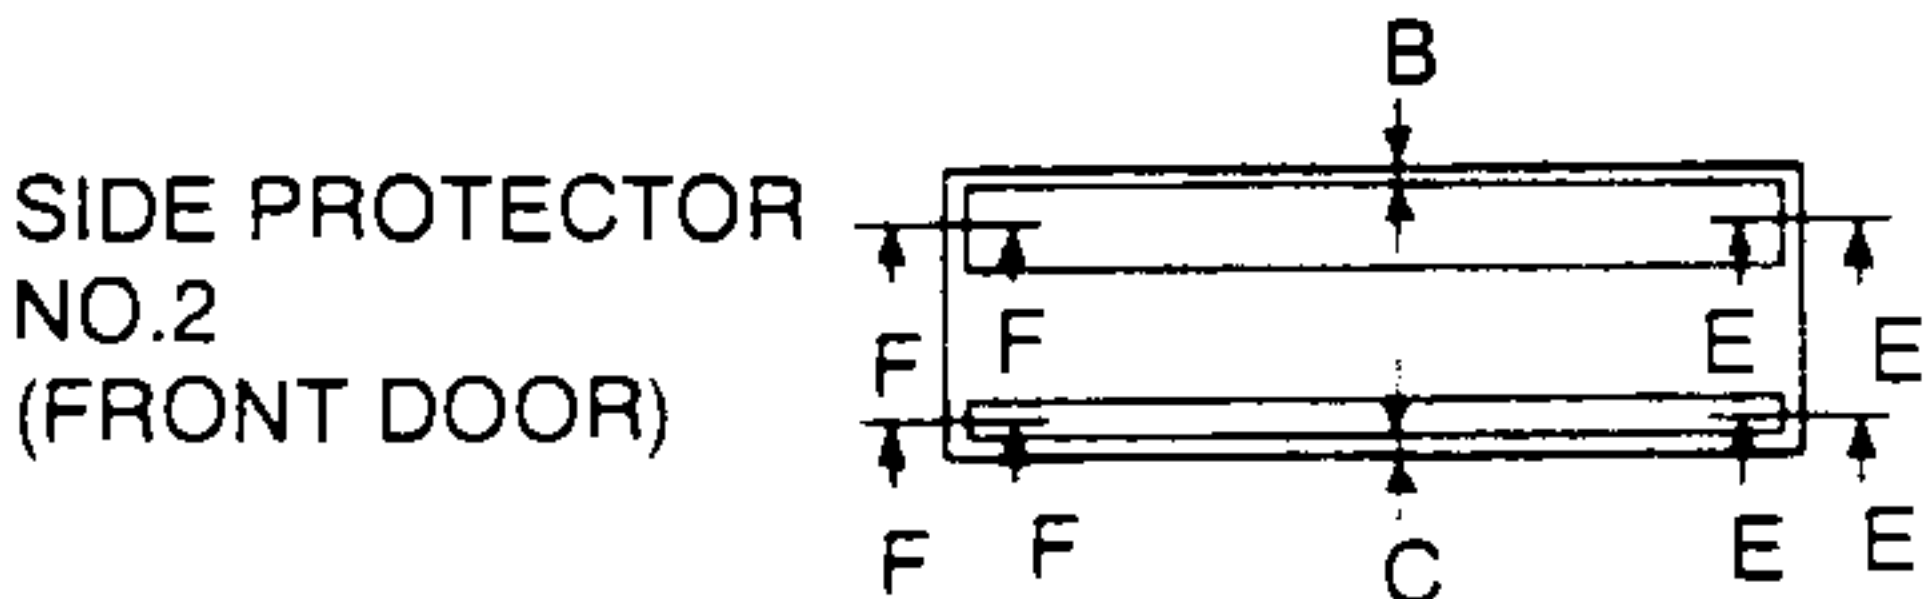 B
SIDE PROTECTOR
NO.2
(FRONT DOOR)
F F E E
F F E E
C